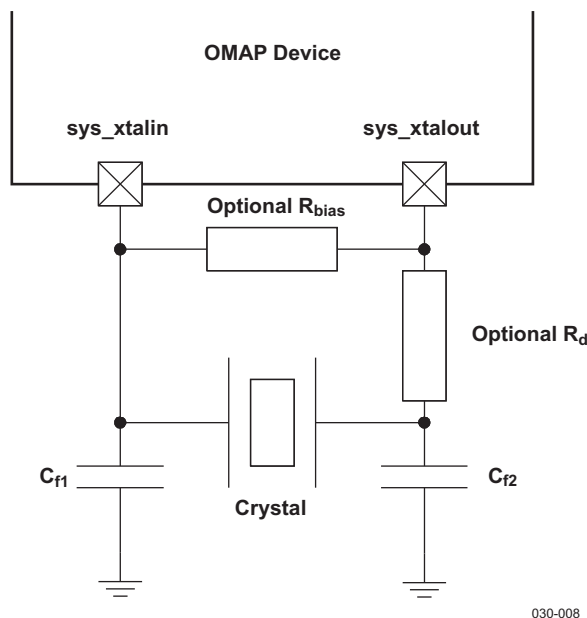 OMAP Device
sys_xtalin
sys_xtalout
Optional Rbias
Optional Rd
Cf1
Cf2
Crystal
030-008